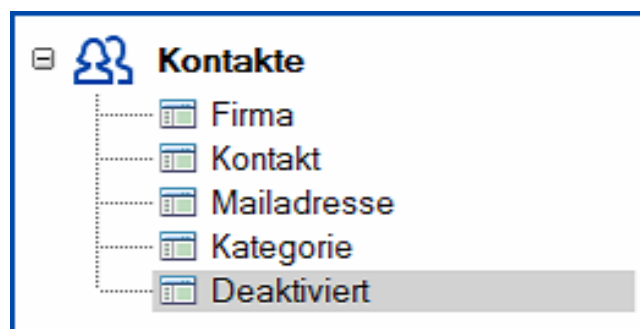 Kontakte
Firma
Kontakt
Mailadresse
Kategorie
Deaktiviert